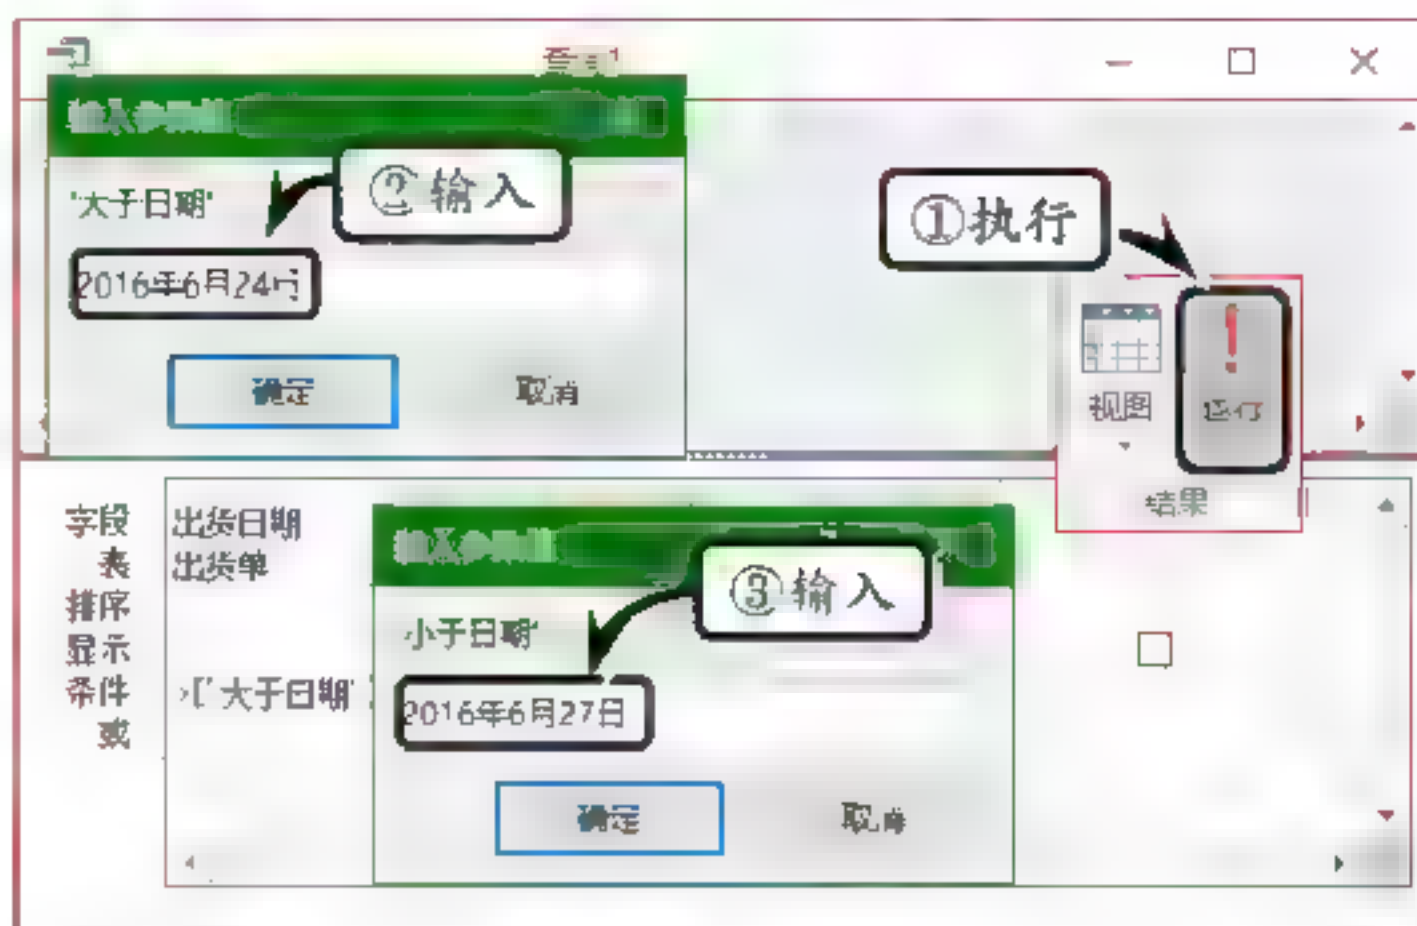 ②输入
"大于日期"
2016年6月24日
确定 取消
①执行
视图 运行
结果
字段 出货日期
表 出货单
排序
显示
条件 >["大于日期"
或
③输入
小于日期"
2016年6月27日
确定 取消